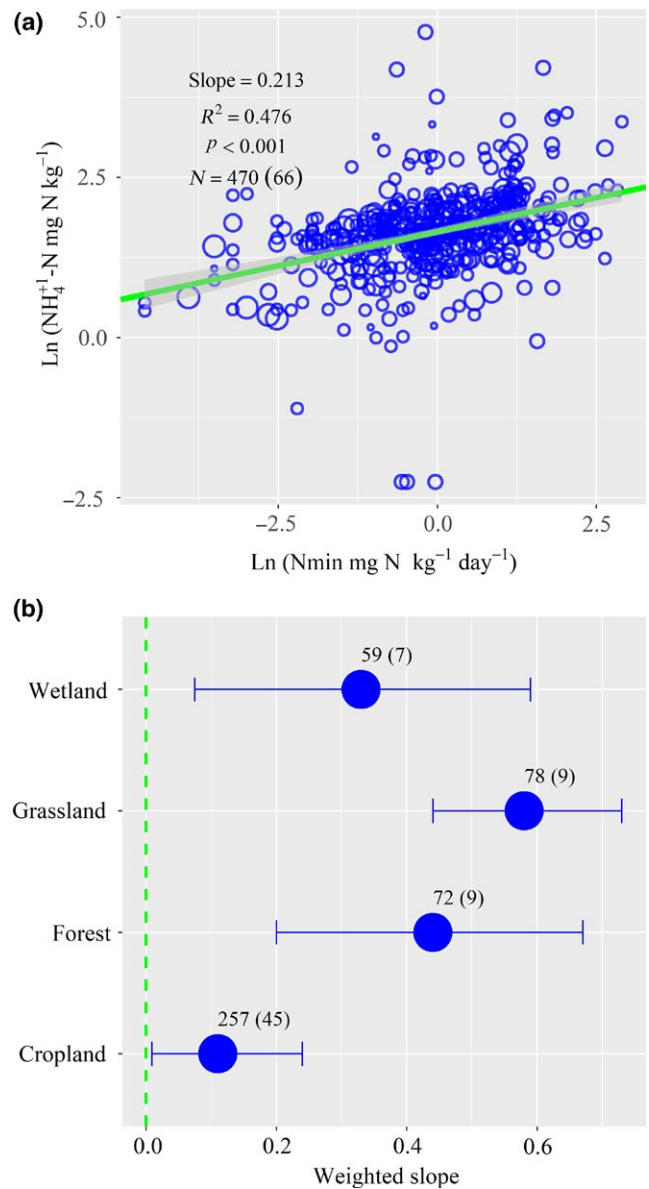 (a)
5.0
Slope = 0.213
R² = 0.476
p < 0.001
N = 470 (66)
2.5
0.0
−2.5
Ln (NH₄⁺¹-N mg N kg⁻¹)
−2.5 0.0 2.5
Ln (Nmin mg N kg⁻¹ day⁻¹)
(b)
59 (7)
Wetland
78 (9)
Grassland
72 (9)
Forest
257 (45)
Cropland
0.0 0.2 0.4 0.6
Weighted slope